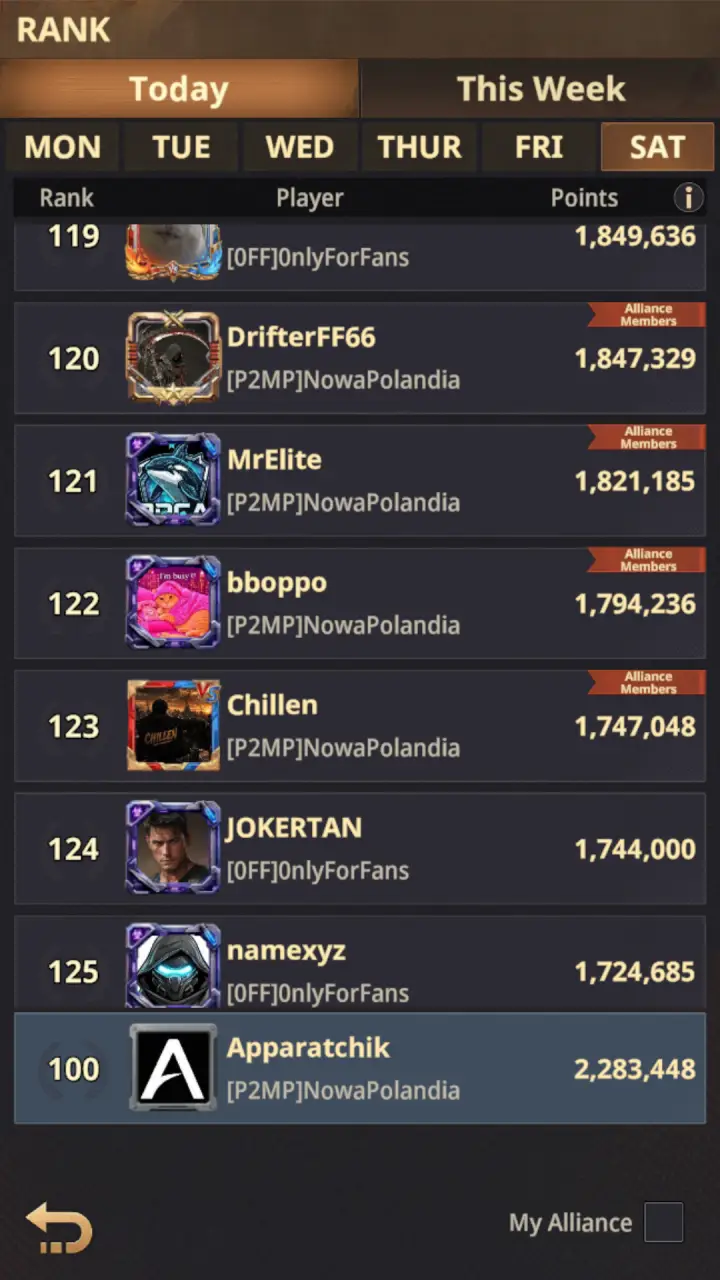 RANK
Today
This Week
MON
TUE
WED
THUR
FRI
SAT
Rank
Player
Points
i
119
[0FF]0nlyForFans
1,849,636
Alliance
Members
120
DrifterFF66
[P2MP]NowaPolandia
1,847,329
Alliance
Members
121
MrElite
[P2MP]NowaPolandia
1,821,185
Alliance
Members
122
I'm busy !!
bboppo
[P2MP]NowaPolandia
1,794,236
Alliance
Members
123
VS
CHILLEN
Chillen
[P2MP]NowaPolandia
1,747,048
124
JOKERTAN
[0FF]0nlyForFans
1,744,000
125
namexyz
[0FF]0nlyForFans
1,724,685
100
A
Apparatchik
[P2MP]NowaPolandia
2,283,448
My Alliance